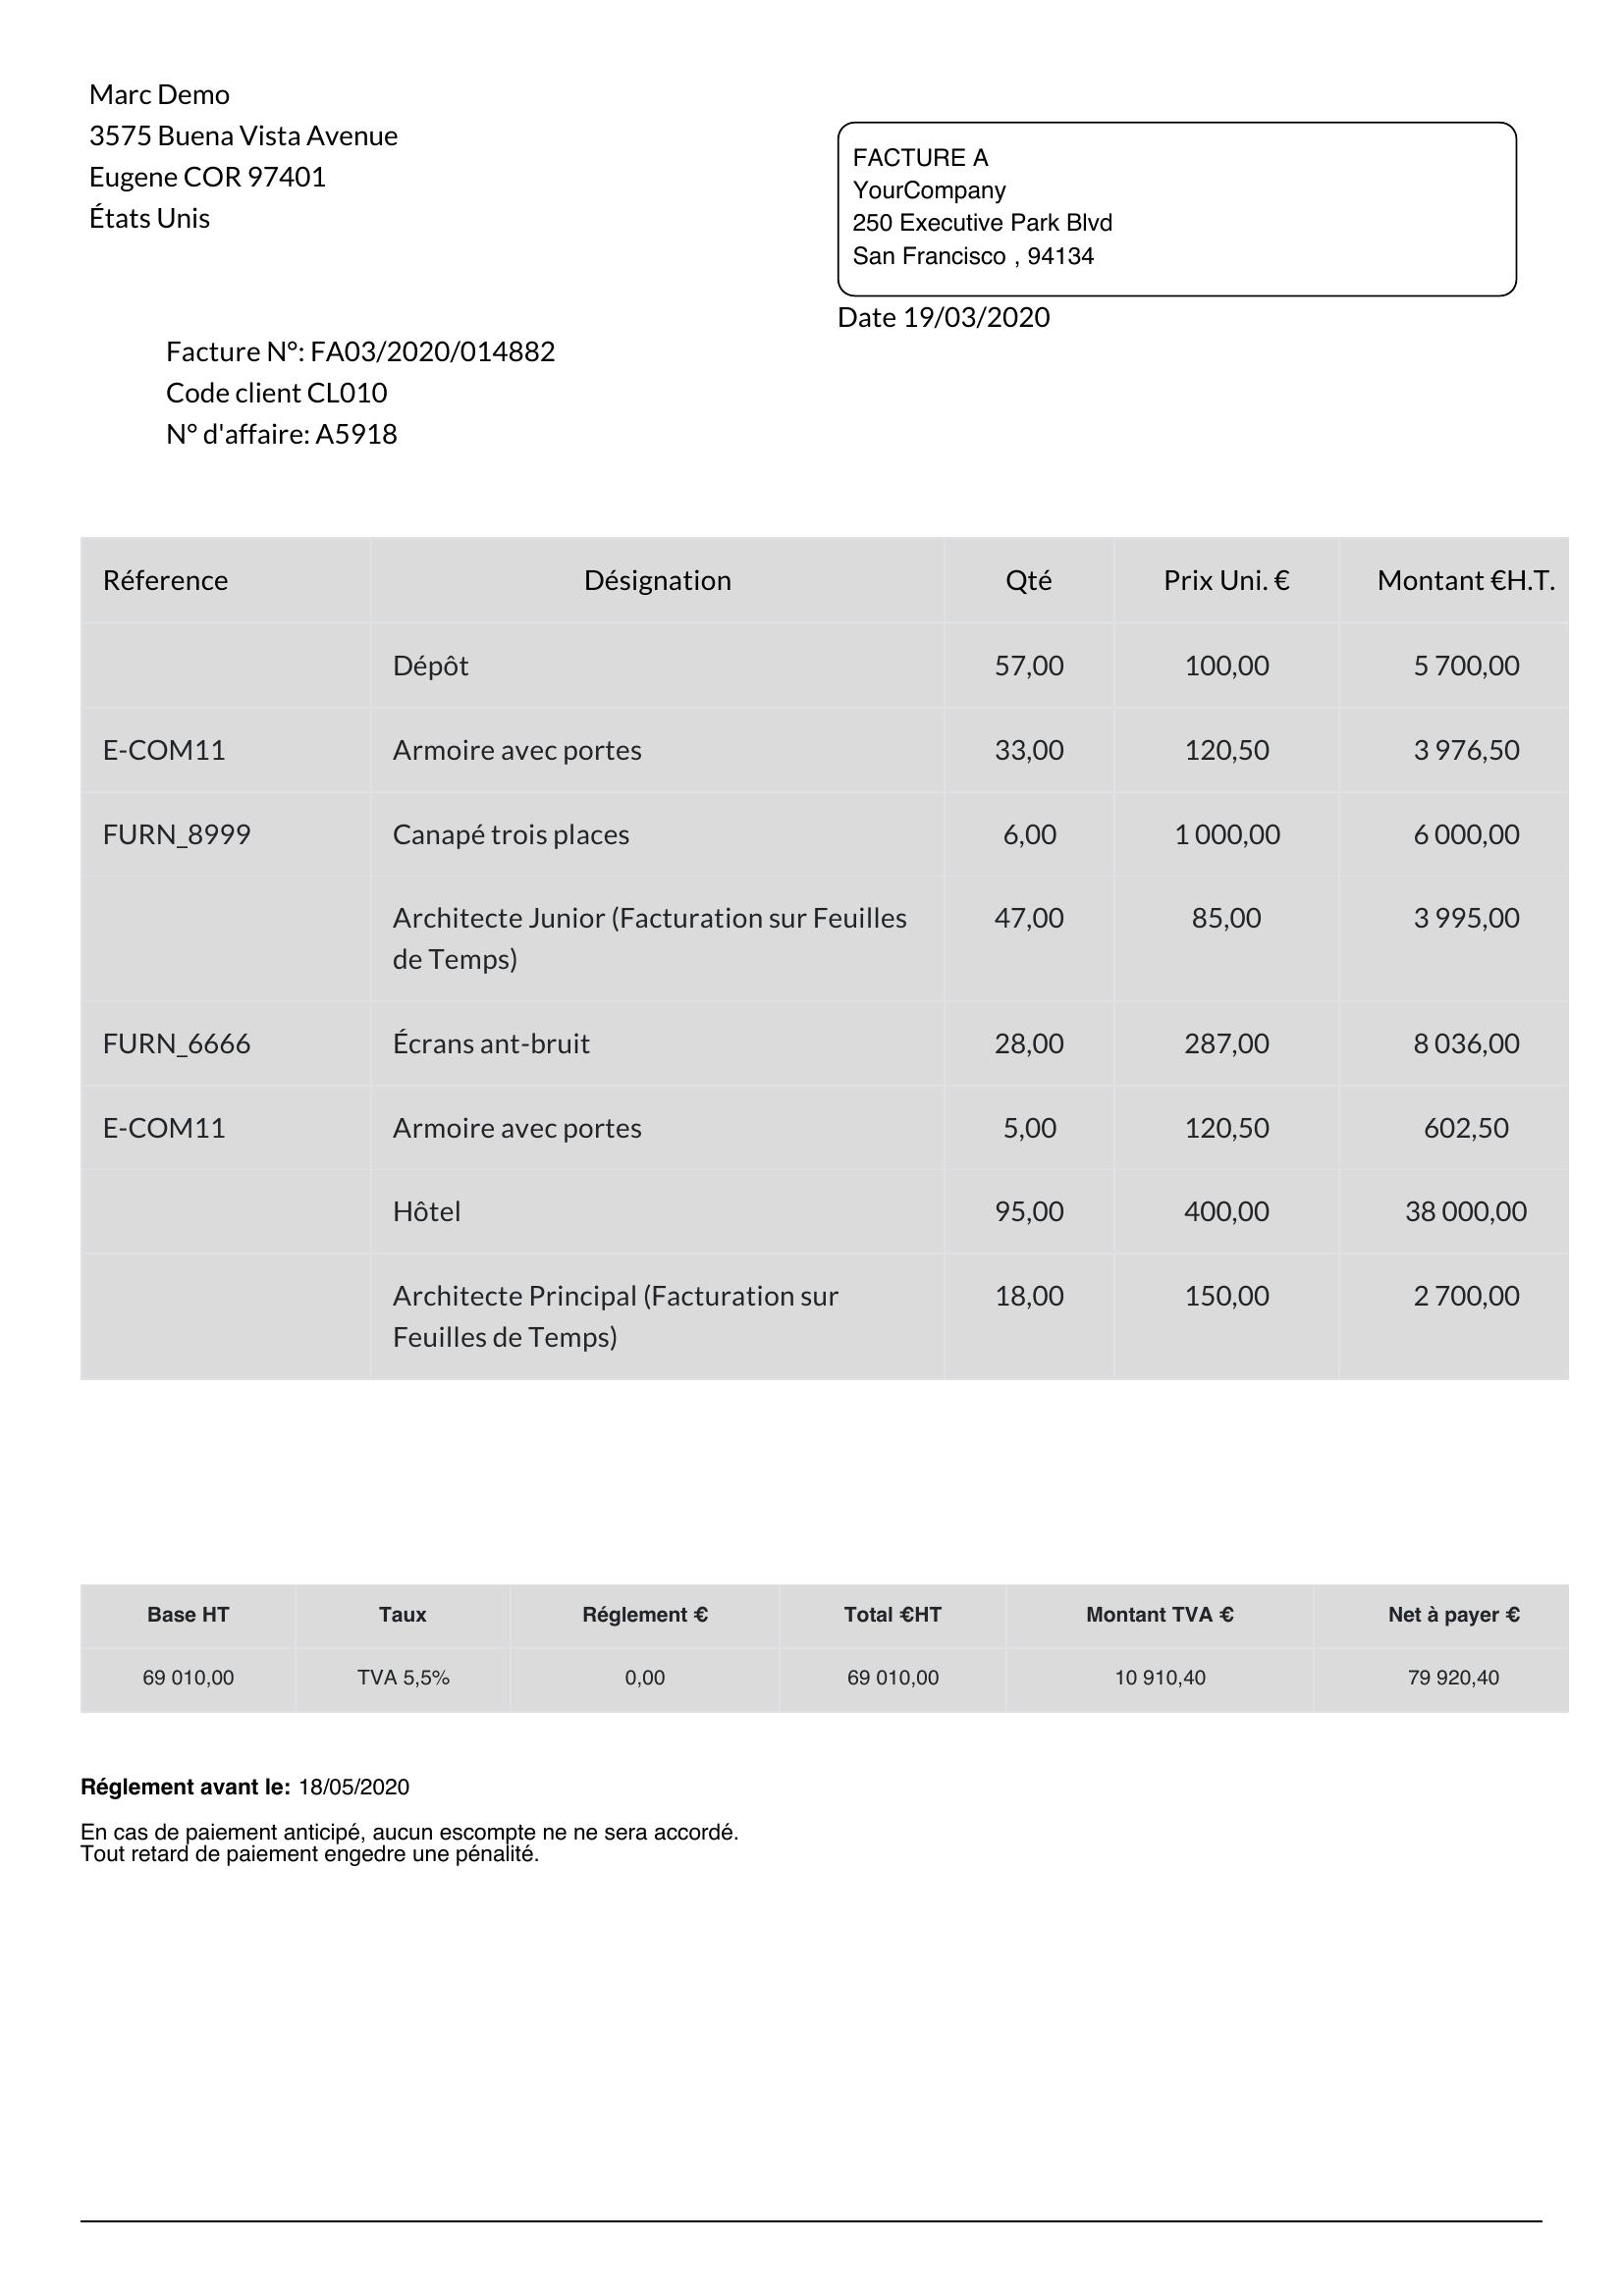 Marc Demo
3575 Buena Vista Avenue
Eugene COR 97401
États Unis
FACTURE A
YourCompany
250 Executive Park Blvd
San Francisco , 94134
Date 19/03/2020
Facture N°: FA03/2020/014882
Code client CL010
N° d'affaire: A5918
Réference Désignation Qté Prix Uni. € Montant €H.T.
Dépôt 57,00 100,00 5 700,00
E-COM11 Armoire avec portes 33,00 120,50 3 976,50
FURN_8999 Canapé trois places 6,00 1 000,00 6 000,00
Architecte Junior (Facturation sur Feuilles 47,00 85,00 3 995,00
de Temps)
FURN_6666 Écrans ant-bruit 28,00 287,00 8 036,00
E-COM11 Armoire avec portes 5,00 120,50 602,50
Hôtel 95,00 400,00 38 000,00
Architecte Principal (Facturation sur 18,00 150,00 2 700,00
Feuilles de Temps)
Base HT Taux Réglement € Total €HT Montant TVA € Net à payer €
69 010,00 TVA 5,5% 0,00 69 010,00 10 910,40 79 920,40
Réglement avant le: 18/05/2020
En cas de paiement anticipé, aucun escompte ne ne sera accordé.
Tout retard de paiement engedre une pénalité.